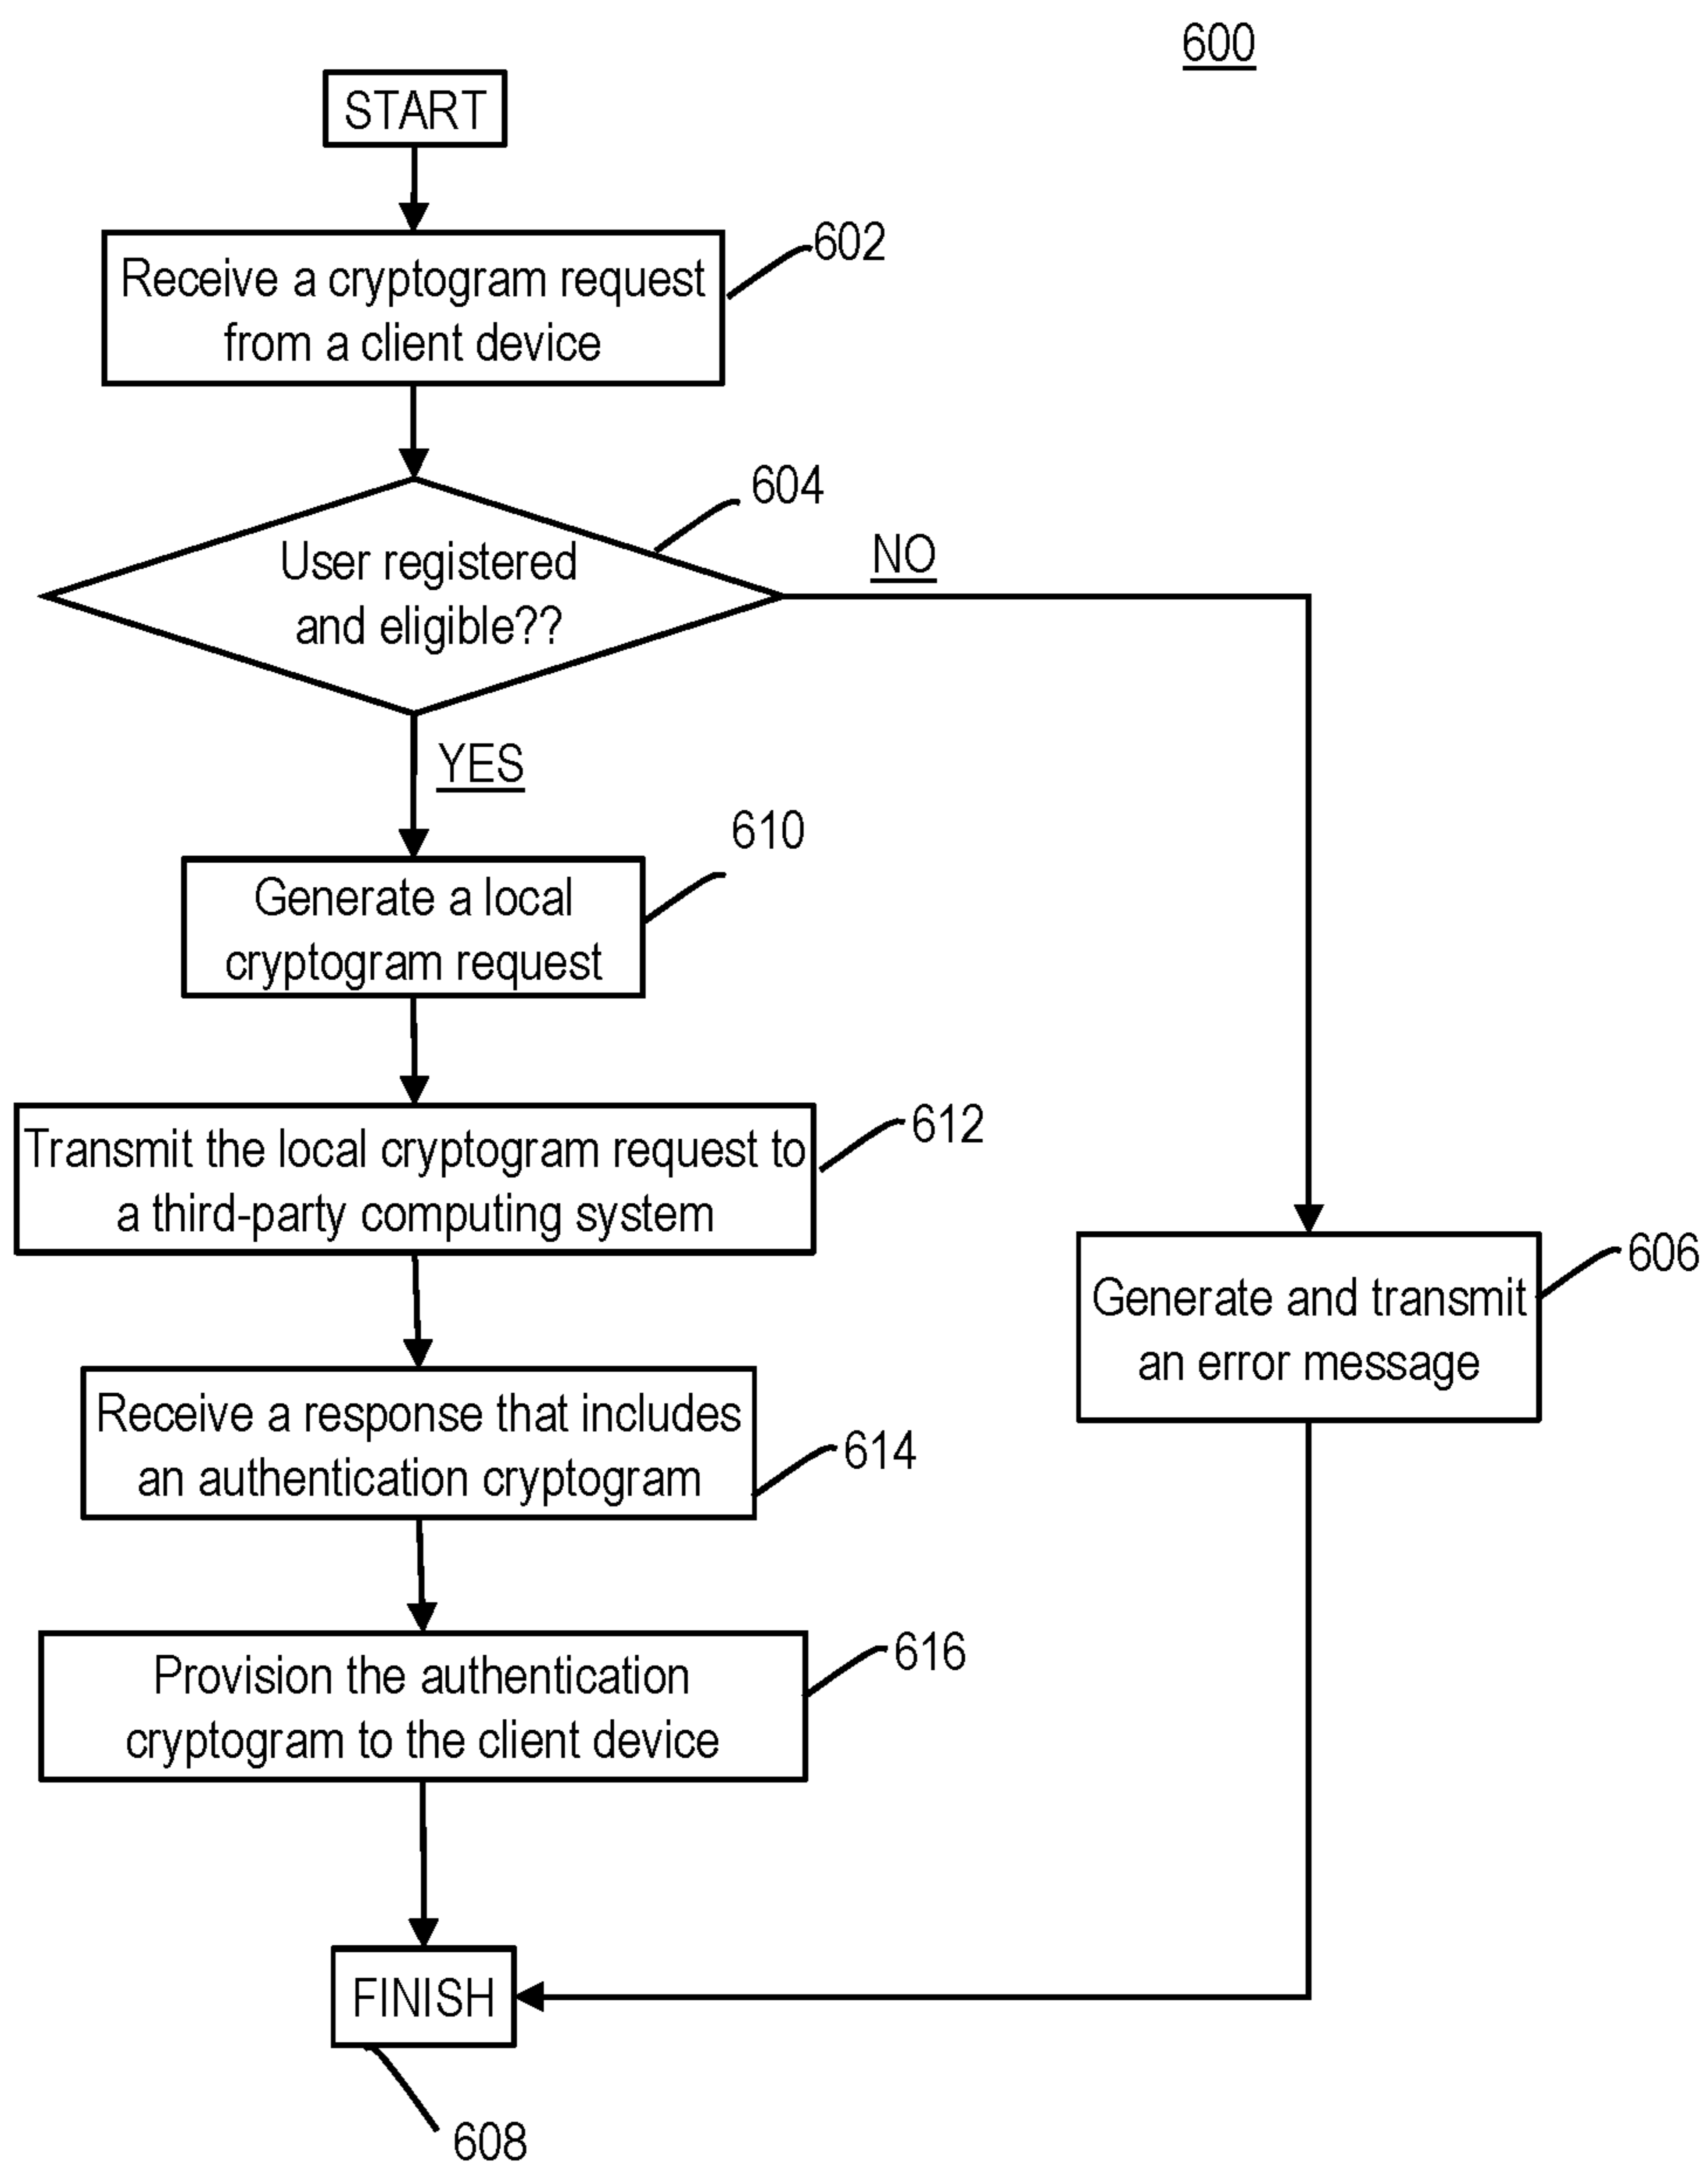 600
START
602
Receive a cryptogram request
from a client device
604
User registered
and eligible??
NO
YES
610
Generate a local
cryptogram request
612
Transmit the local cryptogram request to
a third-party computing system
606
Generate and transmit
an error message
Receive a response that includes
an authentication cryptogram
614
616
Provision the authentication
cryptogram to the client device
FINISH
608